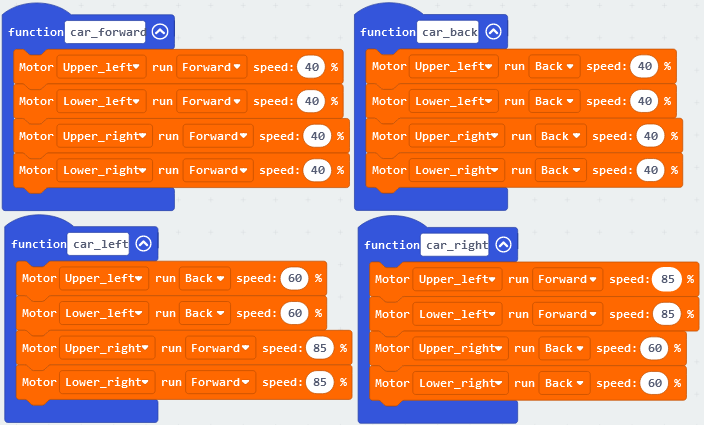 function car_forward
Motor Upper_left run Forward speed: 40 %
Motor Lower_left run Forward speed: 40 %
Motor Upper_right run Forward speed: 40 %
Motor Lower_right run Forward speed: 40 %
function car_back
Motor Upper_left run Back speed: 40 %
Motor Lower_left run Back speed: 40 %
Motor Upper_right run Back speed: 40 %
Motor Lower_right run Back speed: 40 %
function car_left
Motor Upper_left run Back speed: 60 %
Motor Lower_left run Back speed: 60 %
Motor Upper_right run Forward speed: 85 %
Motor Lower_right run Forward speed: 85 %
function car_right
Motor Upper_left run Forward speed: 85 %
Motor Lower_left run Forward speed: 85 %
Motor Upper_right run Back speed: 60 %
Motor Lower_right run Back speed: 60 %